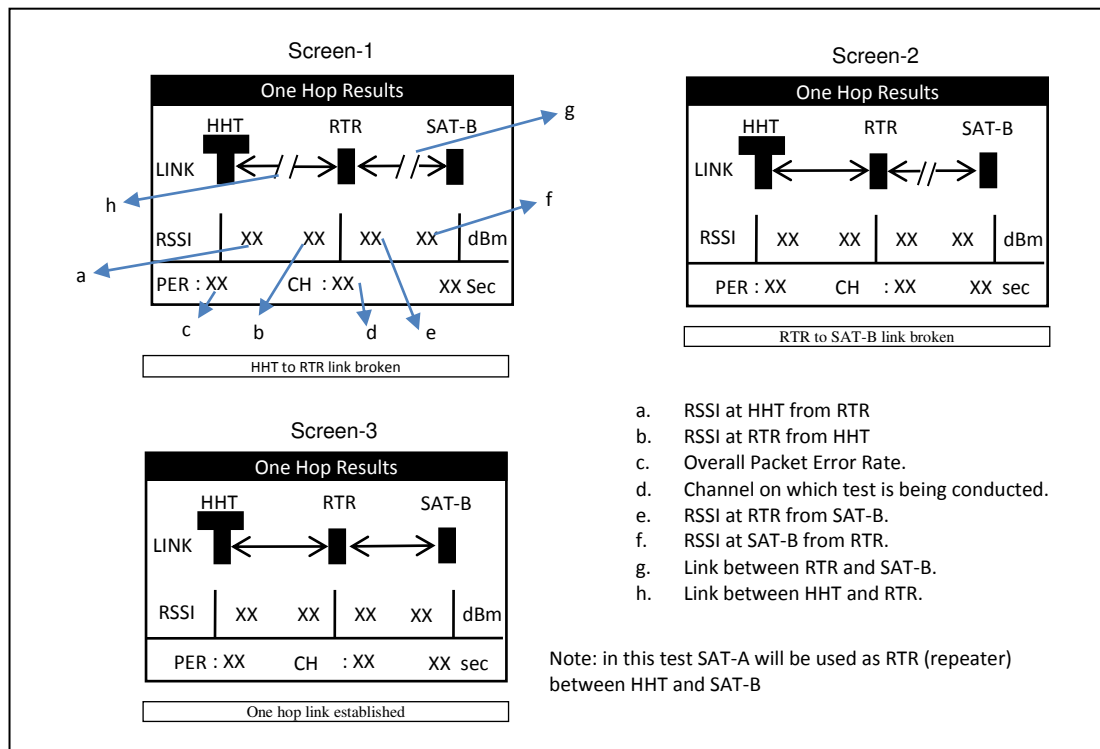 Screen-1
One Hop Results
HHT RTR SAT-B
LINK
g
h
f
RSSI XX XX XX XX dBm
a
PER : XX CH : XX XX Sec
c b d e
HHT to RTR link broken
Screen-2
One Hop Results
HHT RTR SAT-B
LINK
RSSI XX XX XX XX dBm
PER : XX CH : XX XX sec
RTR to SAT-B link broken
Screen-3
One Hop Results
HHT RTR SAT-B
LINK
RSSI XX XX XX XX dBm
PER : XX CH : XX XX sec
One hop link established
a. RSSI at HHT from RTR
b. RSSI at RTR from HHT
c. Overall Packet Error Rate.
d. Channel on which test is being conducted.
e. RSSI at RTR from SAT-B.
f. RSSI at SAT-B from RTR.
g. Link between RTR and SAT-B.
h. Link between HHT and RTR.
Note: in this test SAT-A will be used as RTR (repeater)
between HHT and SAT-B